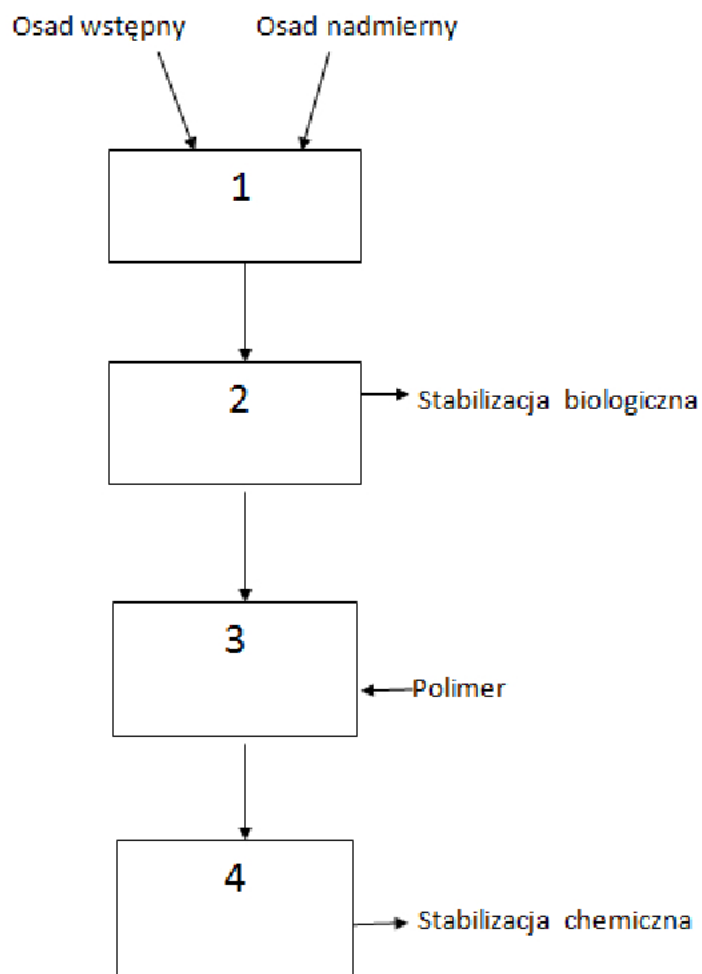 Osad wstępny Osad nadmierny
1
2
Stabilizacja biologiczna
3
Polimer
4
Stabilizacja chemiczna